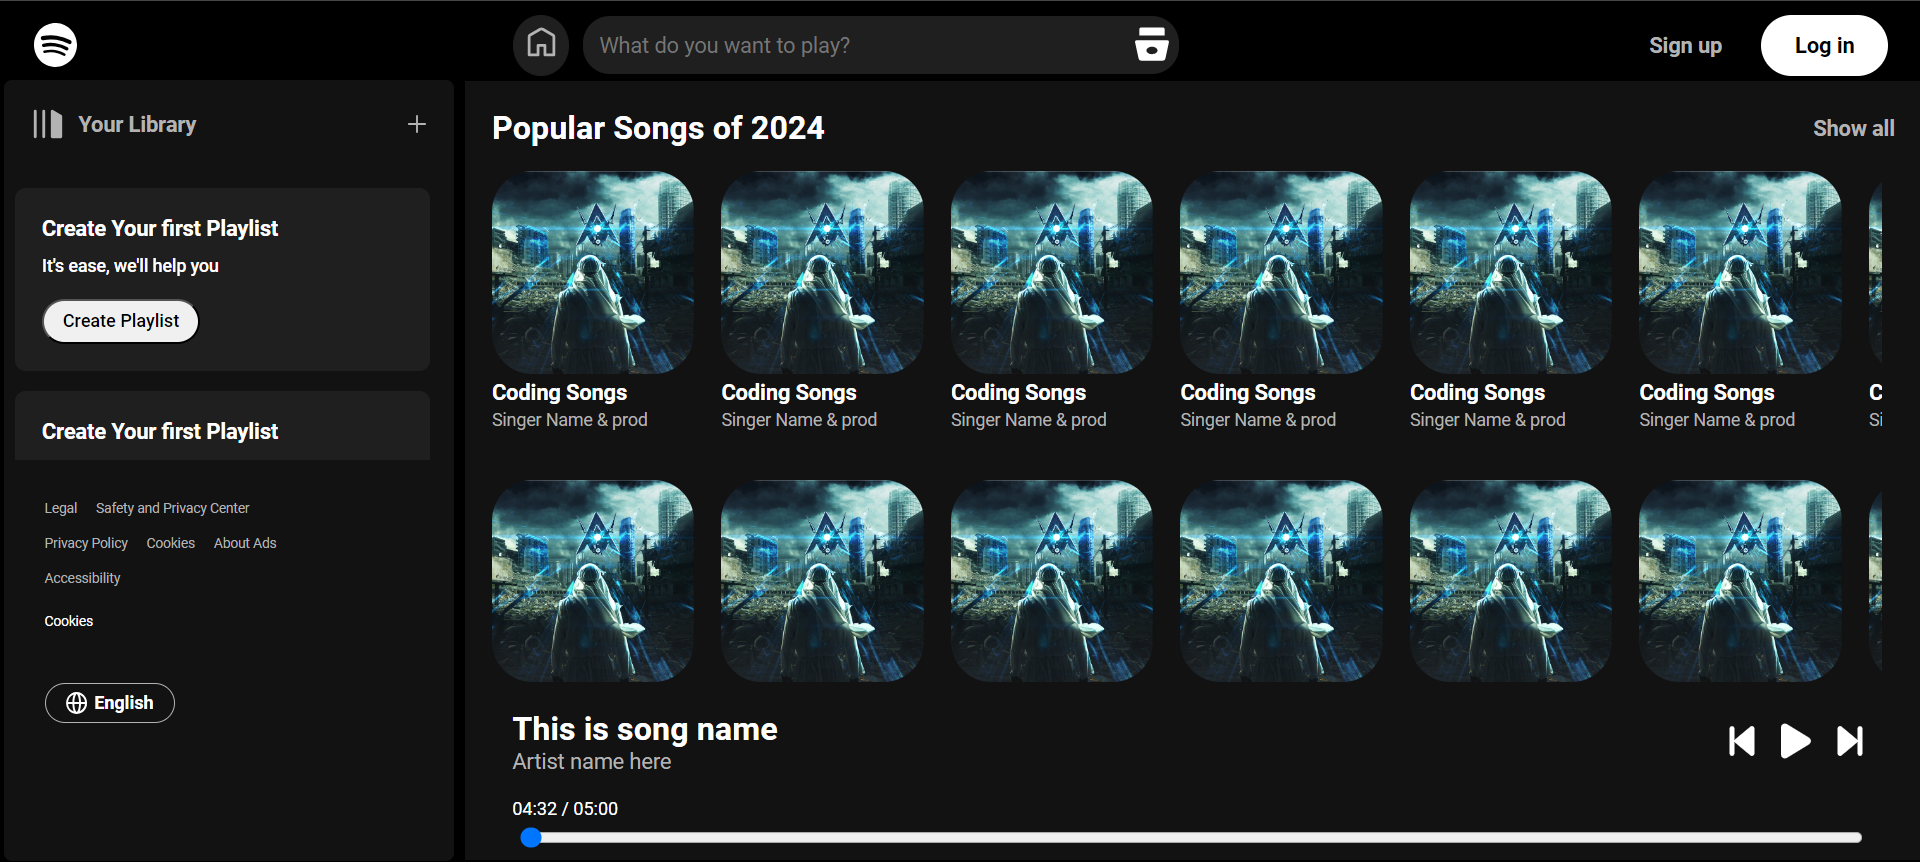 What do you want to play?
Sign up
Log in
Your Library
Create Your first Playlist
It's ease, we'll help you
Create Playlist
Create Your first Playlist
Legal Safety and Privacy Center
Privacy Policy Cookies About Ads
Accessibility
Cookies
English
Popular Songs of 2024
Show all
Coding Songs Coding Songs Coding Songs Coding Songs Coding Songs Coding Songs C
Singer Name & prod Singer Name & prod Singer Name & prod Singer Name & prod Singer Name & prod Singer Name & prod Si
This is song name
Artist name here
04:32 / 05:00